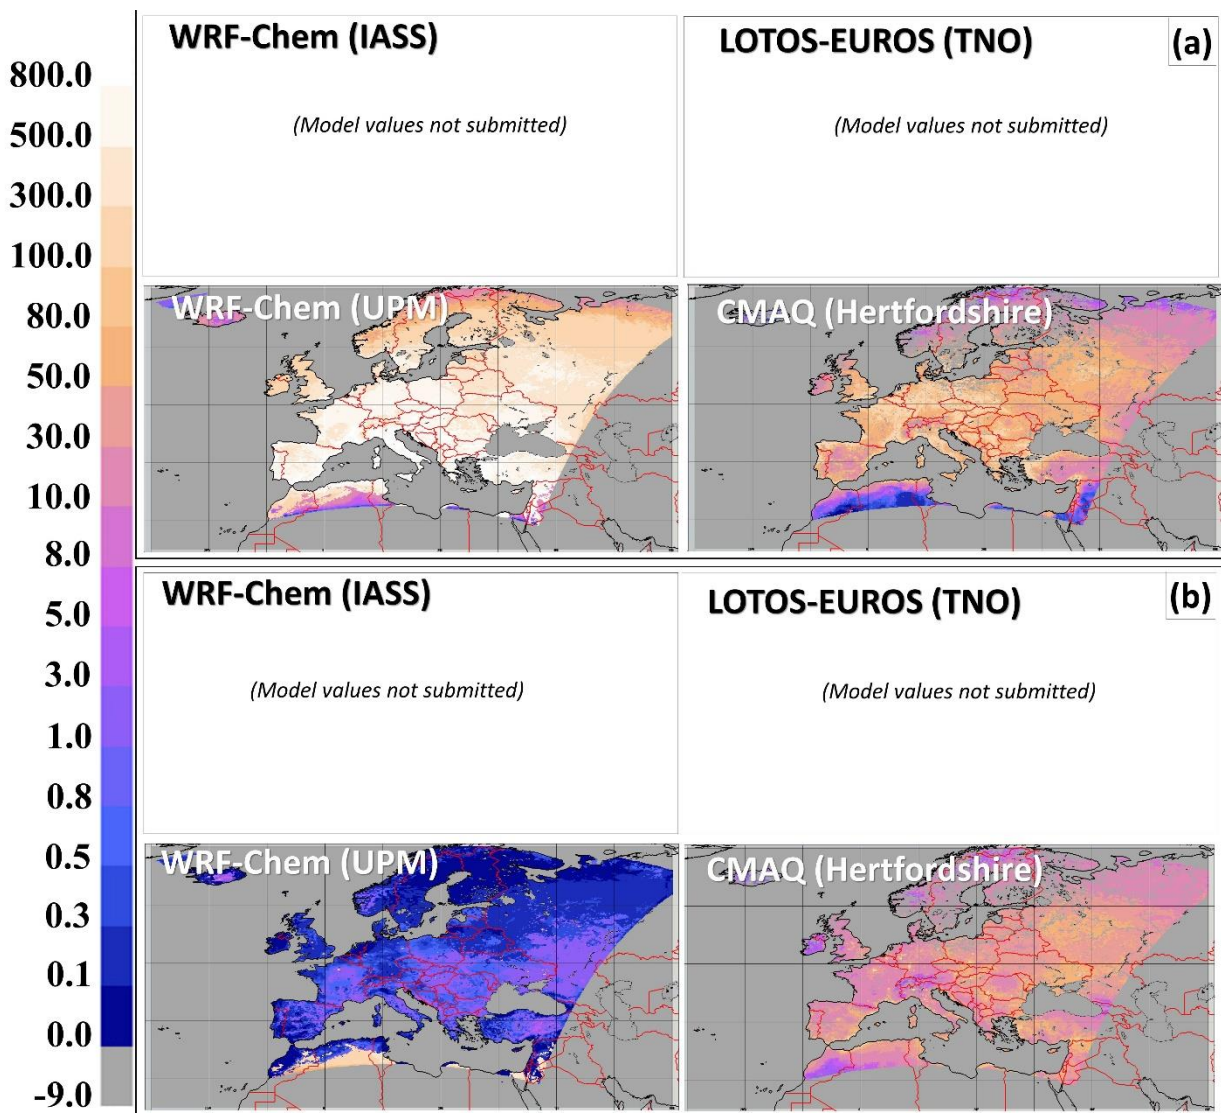 WRF-Chem (IASS)
LOTOS-EUROS (TNO)
(a)
(Model values not submitted)
(Model values not submitted)
WRF-Chem (UPM)
CMAQ (Hertfordshire)
WRF-Chem (IASS)
LOTOS-EUROS (TNO)
(b)
(Model values not submitted)
(Model values not submitted)
WRF-Chem (UPM)
CMAQ (Hertfordshire)
800.0
500.0
300.0
100.0
80.0
50.0
30.0
10.0
8.0
5.0
3.0
1.0
0.8
0.5
0.3
0.1
0.0
-9.0